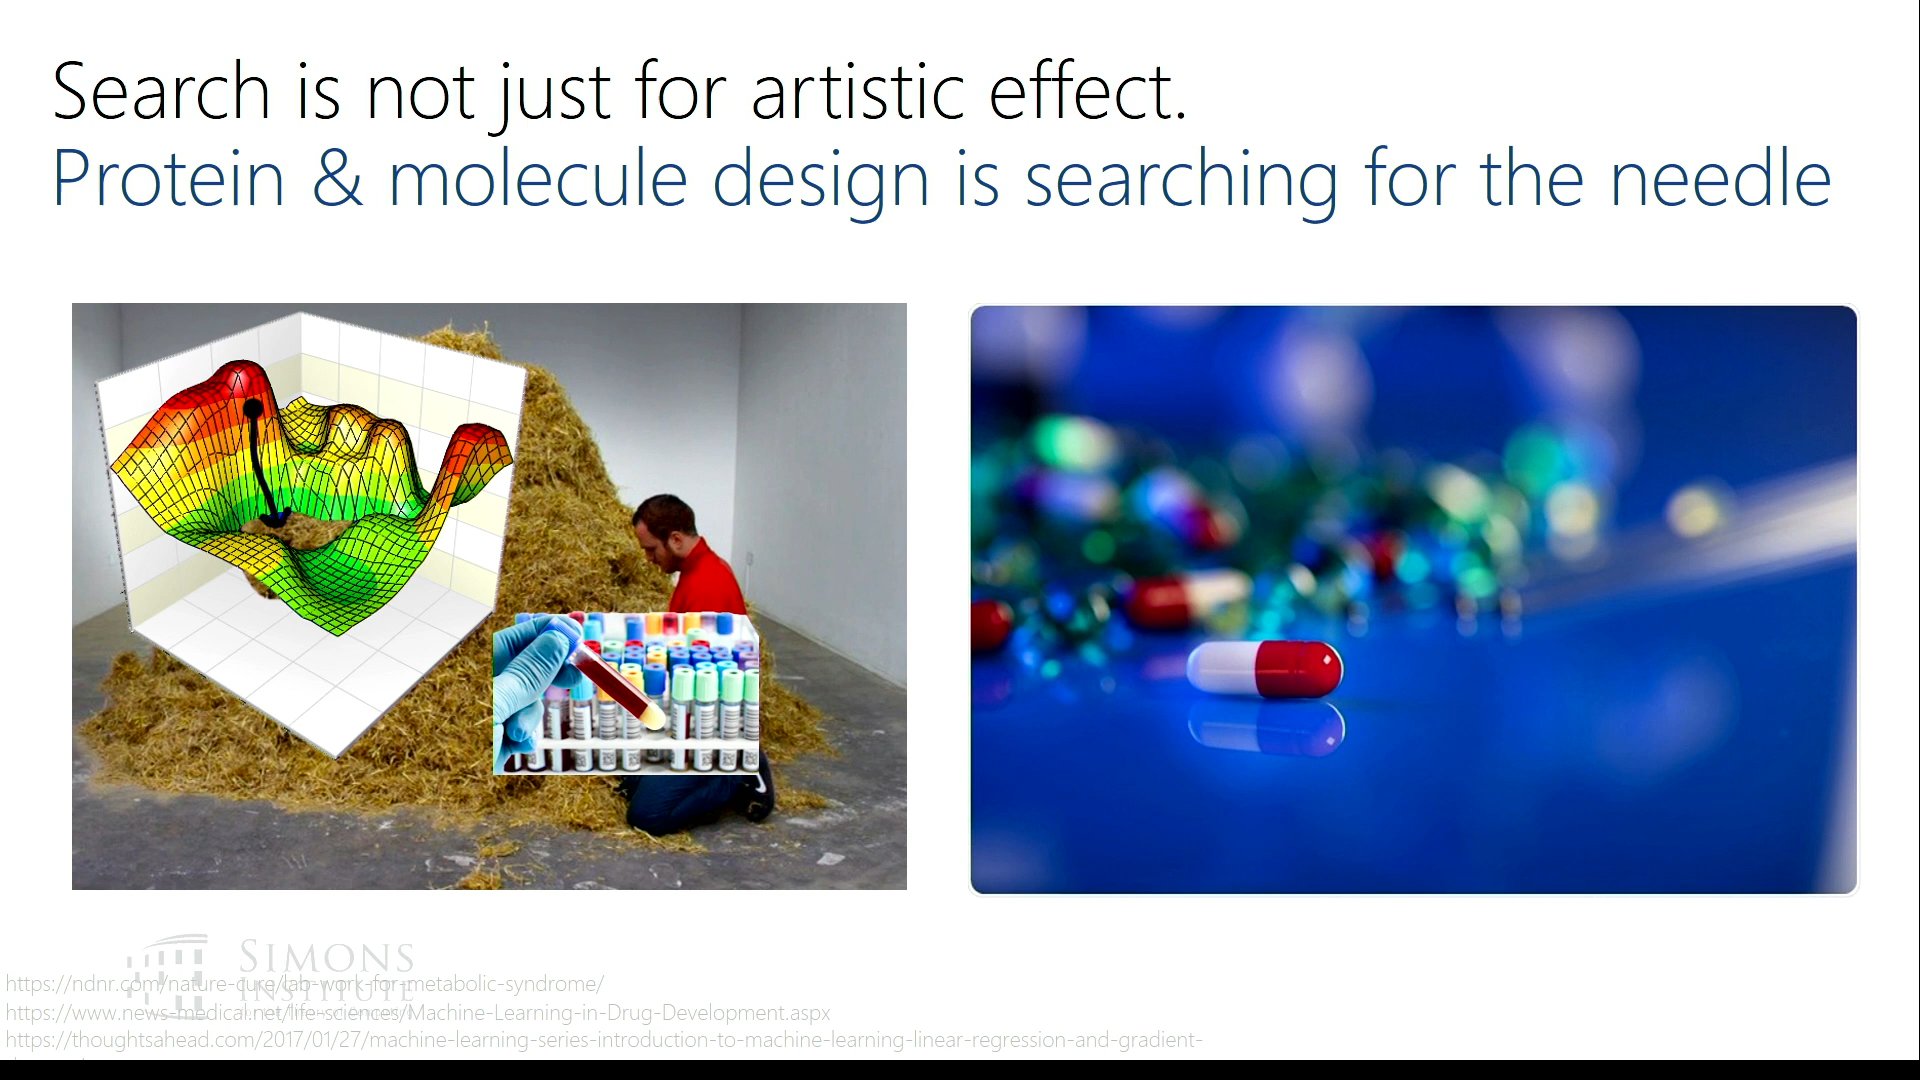 Search is not just for artistic effect.
Protein & molecule design is searching for the needle
SIMONS
INSTITUTE
https://ndnr.com/nature-cure/lab-work-for-metabolic-syndrome/
https://www.news-medical.net/life-sciences/Machine-Learning-in-Drug-Development.aspx
https://thoughtsahead.com/2017/01/27/machine-learning-series-introduction-to-machine-learning-linear-regression-and-gradient-